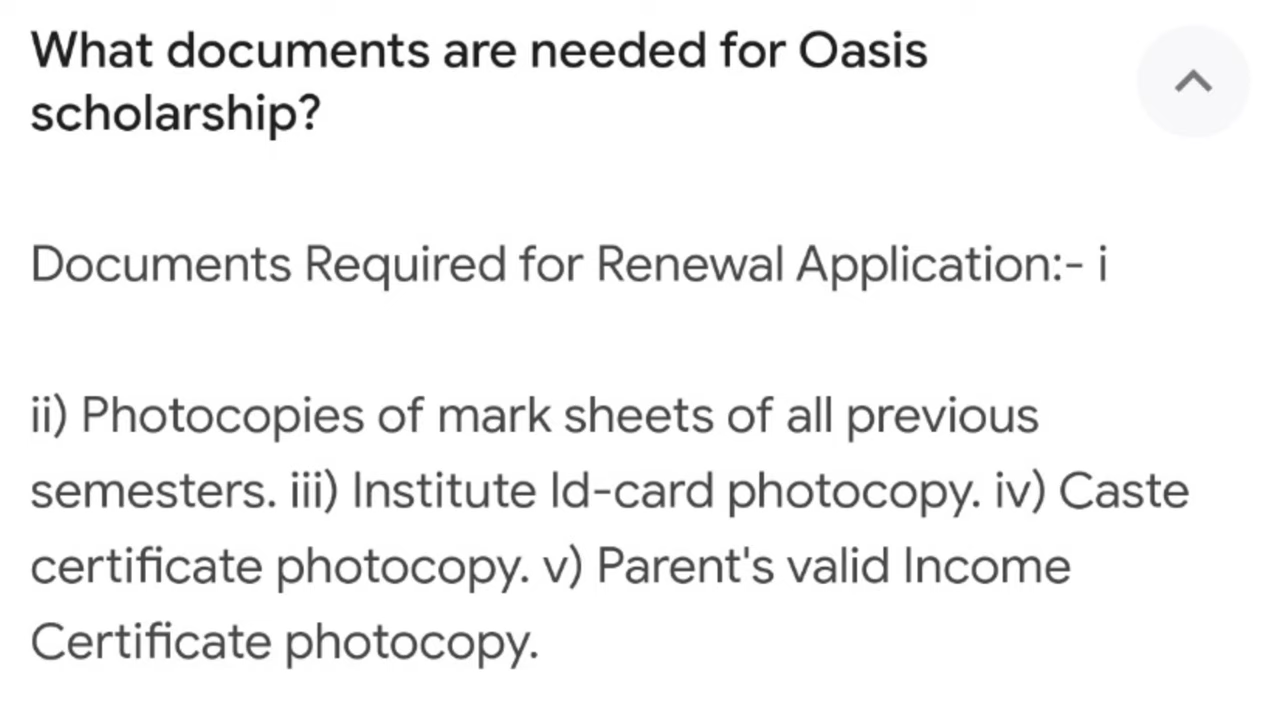 What documents are needed for Oasis
scholarship?
Documents Required for Renewal Application:- i
ii) Photocopies of mark sheets of all previous
semesters. iii) Institute Id-card photocopy. iv) Caste
certificate photocopy. v) Parent's valid Income
Certificate photocopy.